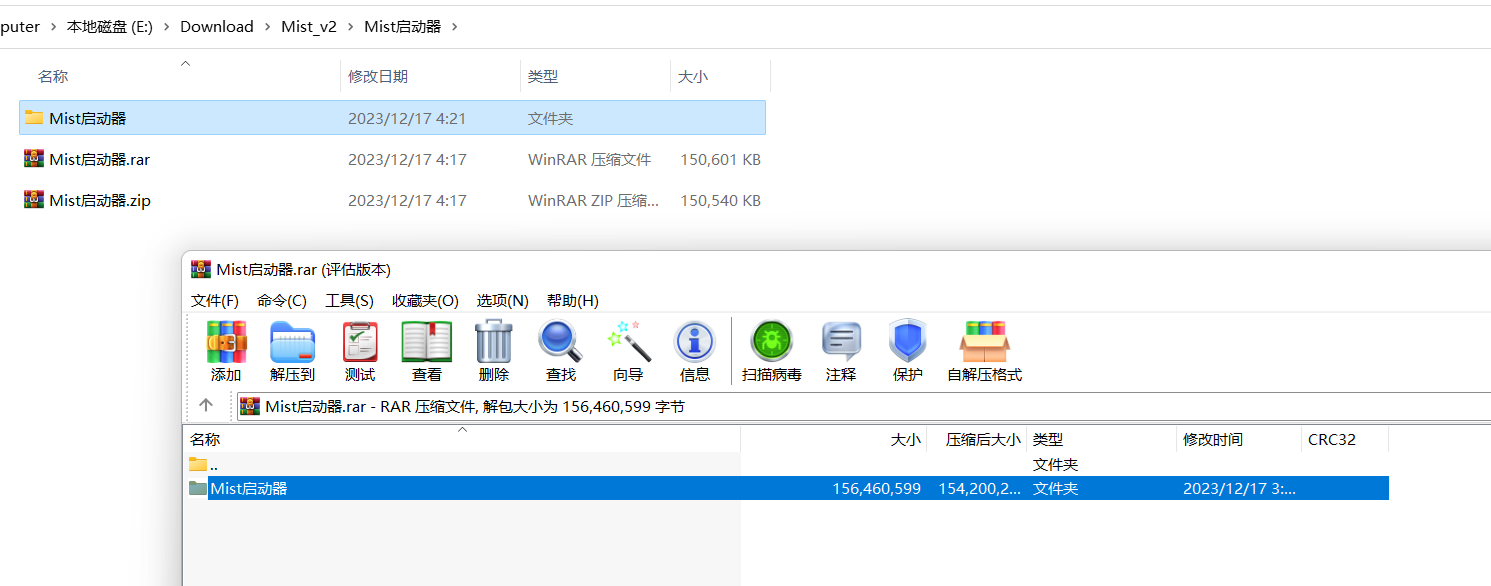 puter > 本地磁盘 (E:) > Download > Mist_v2 > Mist启动器 >
名称 修改日期 类型 大小
Mist启动器 2023/12/17 4:21 文件夹
Mist启动器.rar 2023/12/17 4:17 WinRAR 压缩文件 150,601 KB
Mist启动器.zip 2023/12/17 4:17 WinRAR ZIP 压缩... 150,540 KB
Mist启动器.rar (评估版本)
文件(F) 命令(C) 工具(S) 收藏夹(O) 选项(N) 帮助(H)
添加 解压到 测试 查看 删除 查找 向导 信息 扫描病毒 注释 保护 自解压格式
Mist启动器.rar - RAR 压缩文件, 解包大小为 156,460,599 字节
名称 大小 压缩后大小 类型 修改时间 CRC32
.. 文件夹
Mist启动器 156,460,599 154,200,2... 文件夹 2023/12/17 3:...